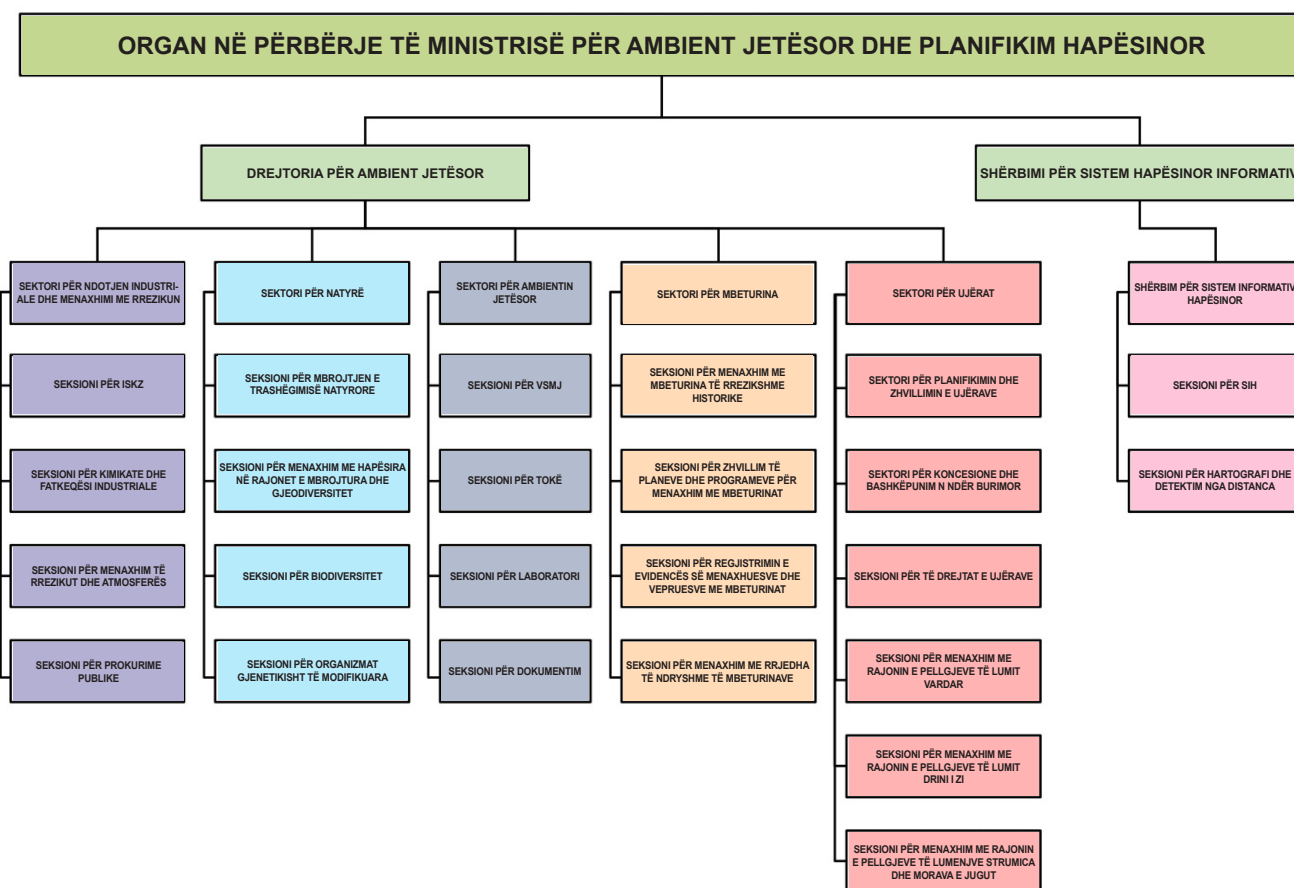 ORGAN NË PËRBËRJE TË MINISTRISË PËR AMBIENT JETËSOR DHE PLANIFIKIM HAPËSINOR
DREJTORIA PËR AMBIENT JETËSOR
SHËRBIMI PËR SISTEM HAPËSINOR INFORMATIV
SEKTORI PËR NDOTJEN INDUSTRI-
ALE DHE MENAXHIMI ME RREZIKUN
SEKSIONI PËR ISKZ
SEKSIONI PËR KIMIKATE DHE
FATKEQËSI INDUSTRIALE
SEKSIONI PËR MENAXHIM TË
RREZIKUT DHE ATMOSFERËS
SEKSIONI PËR PROKURIME
PUBLIKE
SEKTORI PËR NATYRË
SEKSIONI PËR MBROJTJEN E
TRASHËGIMISË NATYRORE
SEKSIONI PËR MENAXHIM ME HAPËSIRA
NË RAJONET E MBROJTURA DHE
GJEODIVERSITET
SEKSIONI PËR BIODIVERSITET
SEKSIONI PËR ORGANIZMAT
GJENETIKISHT TË MODIFIKUARA
SEKTORI PËR AMBIENTIN
JETËSOR
SEKSIONI PËR VSMJ
SEKSIONI PËR TOKË
SEKSIONI PËR LABORATORI
SEKSIONI PËR DOKUMENTIM
SEKTORI PËR MBETURINA
SEKSIONI PËR MENAXHIM ME
MBETURINA TË RREZIKSHME
HISTORIKE
SEKSIONI PËR ZHVILLIM TË
PLANEVE DHE PROGRAMEVE PËR
MENAXHIM ME MBETURINAT
SEKSIONI PËR REGJISTRIMIN E
EVIDENCËS SË MENAXHUESVE DHE
VEPRUESVE ME MBETURINAT
SEKSIONI PËR MENAXHIM ME RRJEDHA
TË NDRYSHME TË MBETURINAVE
SEKTORI PËR UJËRAT
SEKTORI PËR PLANIFIKIMIN DHE
ZHVILLIMIN E UJËRAVE
SEKTORI PËR KONCESIONE DHE
BASHKËPUNIM N NDËR BURIMOR
SEKSIONI PËR TË DREJTAT E UJËRAVE
SEKSIONI PËR MENAXHIM ME
RAJONIN E PELLGJEVE TË LUMIT
VARDAR
SEKSIONI PËR MENAXHIM ME
RAJONIN E PELLGJEVE TË LUMIT
DRINI I ZI
SEKSIONI PËR MENAXHIM ME RAJONIN
E PELLGJEVE TË LUMENJVE STRUMICA
DHE MORAVA E JUGUT
SHËRBIM PËR SISTEM INFORMATIV
HAPËSINOR
SEKSIONI PËR SIH
SEKSIONI PËR HARTOGRAFI DHE
DETEKTIM NGA DISTANCA